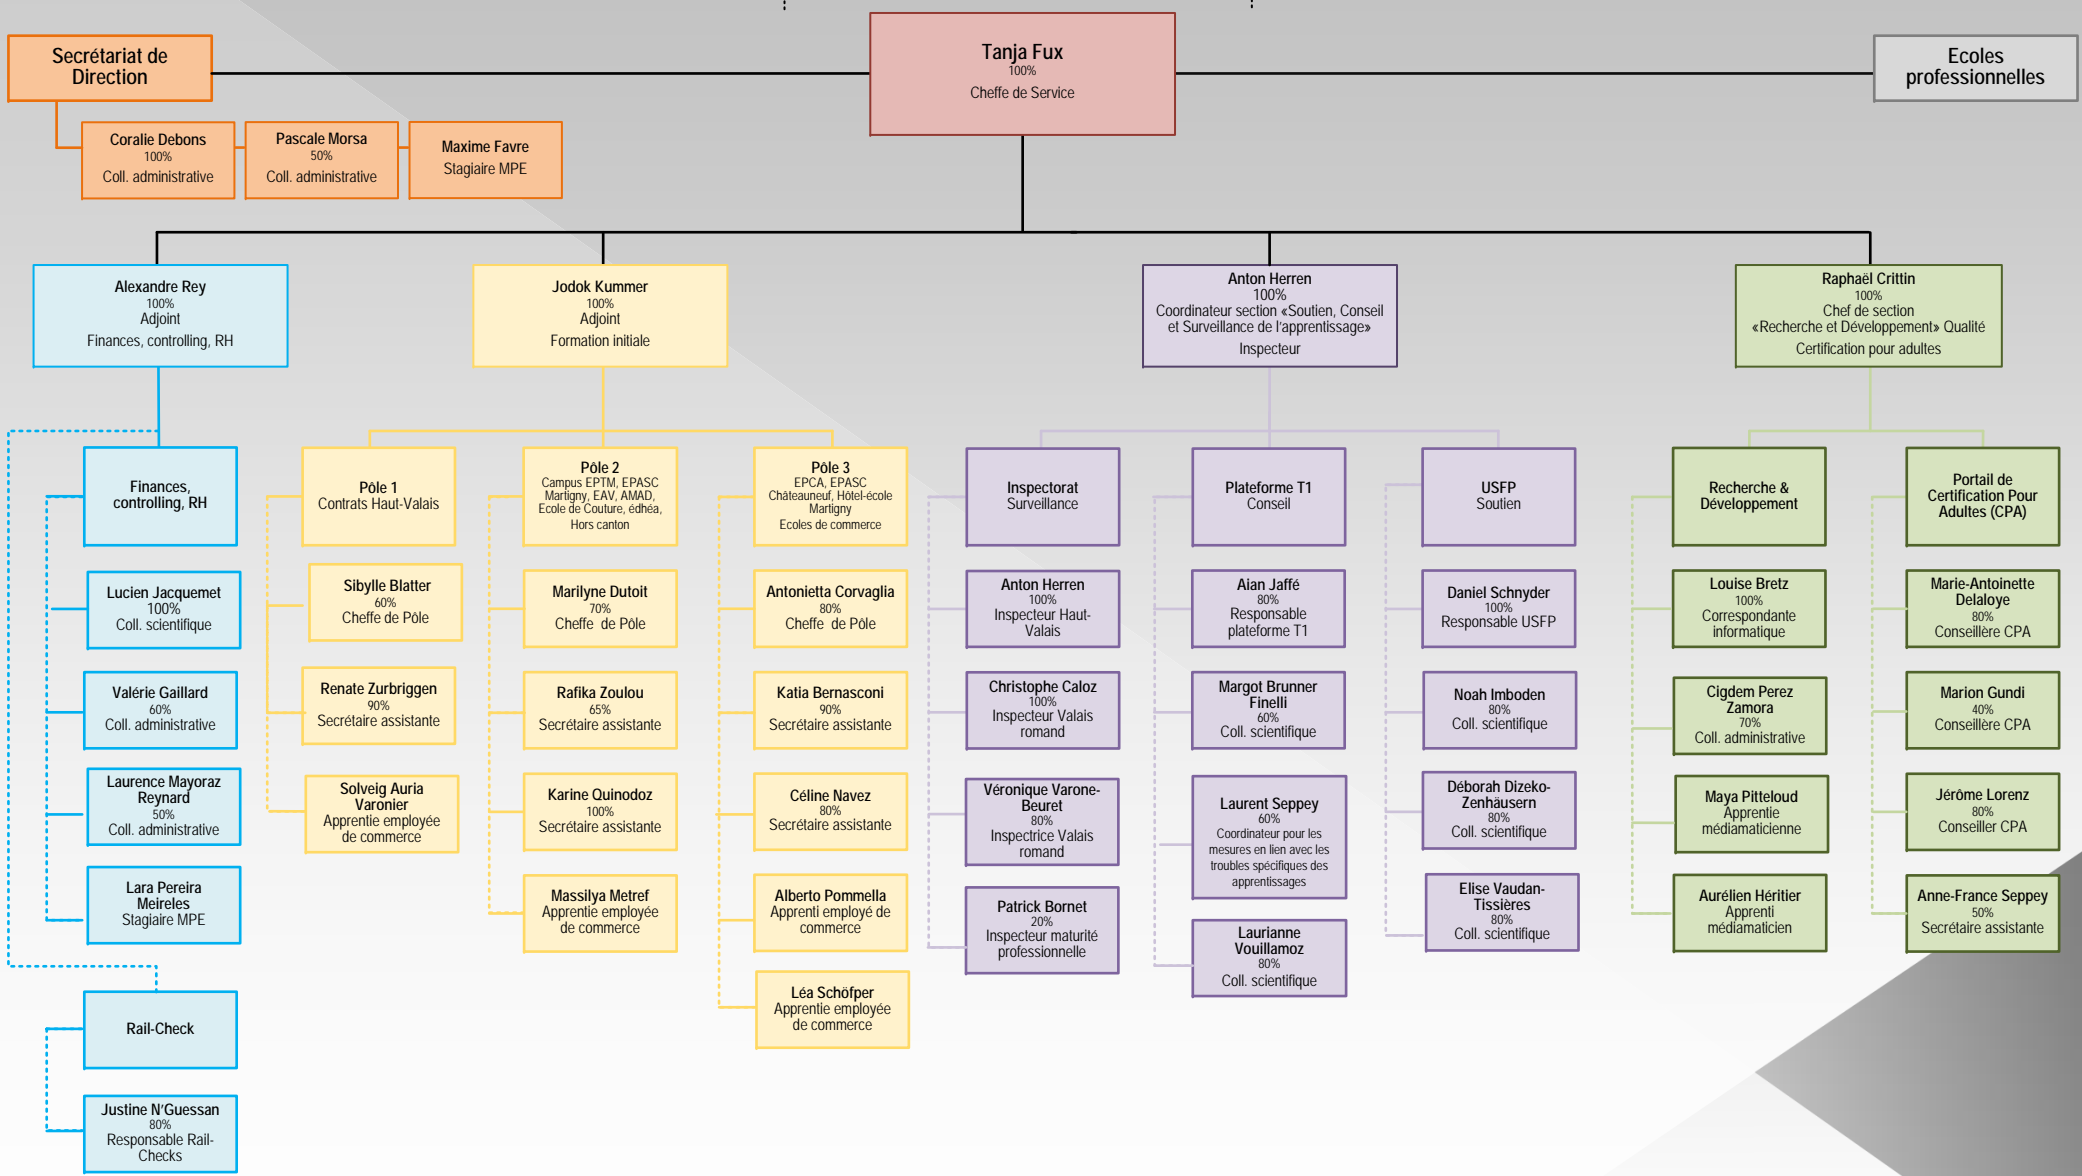 Secrétariat de
Direction
Tanja Fux
100%
Cheffe de Service
Ecoles
professionnelles
Coralie Debons
100%
Coll. administrative
Pascale Morsa
50%
Coll. administrative
Maxime Favre
Stagiaire MPE
Alexandre Rey
100%
Adjoint
Finances, controlling, RH
Jodok Kummer
100%
Adjoint
Formation initiale
Anton Herren
100%
Coordinateur section «Soutien, Conseil
et Surveillance de l'apprentissage»
Inspecteur
Raphaël Crittin
100%
Chef de section
«Recherche et Développement» Qualité
Certification pour adultes
Finances,
controlling, RH
Lucien Jacquemet
100%
Coll. scientifique
Valérie Gaillard
60%
Coll. administrative
Laurence Mayoraz
Reynard
50%
Coll. administrative
Lara Pereira
Meireles
Stagiaire MPE
Rail-Check
Justine N'Guessan
80%
Responsable Rail-
Checks
Pôle 1
Contrats Haut-Valais
Sibylle Blatter
60%
Cheffe de Pôle
Renate Zurbriggen
90%
Secrétaire assistante
Solveig Auria
Varonier
Apprentie employée
de commerce
Pôle 2
Campus EPTM, EPASC
Martigny, EAV, AMAD,
Ecole de Couture, édhéa,
Hors canton
Marilyne Dutoit
70%
Cheffe de Pôle
Rafika Zoulou
65%
Secrétaire assistante
Karine Quinodoz
100%
Secrétaire assistante
Massilya Metref
Apprentie employée
de commerce
Pôle 3
EPCA, EPASC
Châteauneuf, Hôtel-école
Martigny
Ecoles de commerce
Antonietta Corvaglia
80%
Cheffe de Pôle
Katia Bernasconi
90%
Secrétaire assistante
Céline Navez
80%
Secrétaire assistante
Alberto Pommella
Apprenti employé de
commerce
Léa Schöfper
Apprentie employée
de commerce
Inspectorat
Surveillance
Anton Herren
100%
Inspecteur Haut-
Valais
Christophe Caloz
100%
Inspecteur Valais
romand
Véronique Varone-
Beuret
80%
Inspectrice Valais
romand
Patrick Bornet
20%
Inspecteur maturité
professionnelle
Plateforme T1
Conseil
Aian Jaffé
80%
Responsable
plateforme T1
Margot Brunner
Finelli
60%
Coll. scientifique
Laurent Seppey
60%
Coordinateur pour les
mesures en lien avec les
troubles spécifiques des
apprentissages
Laurianne
Vouillamoz
80%
Coll. scientifique
USFP
Soutien
Daniel Schnyder
100%
Responsable USFP
Noah Imboden
80%
Coll. scientifique
Déborah Dizeko-
Zenhäusern
80%
Coll. scientifique
Elise Vaudan-
Tissières
80%
Coll. scientifique
Recherche &
Développement
Louise Bretz
100%
Correspondante
informatique
Cigdem Perez
Zamora
70%
Coll. administrative
Maya Pitteloud
Apprentie
médiamaticienne
Aurélien Héritier
Apprenti
médiamaticien
Portail de
Certification Pour
Adultes (CPA)
Marie-Antoinette
Delaloye
80%
Conseillère CPA
Marion Gundi
40%
Conseillère CPA
Jérôme Lorenz
80%
Conseiller CPA
Anne-France Seppey
50%
Secrétaire assistante